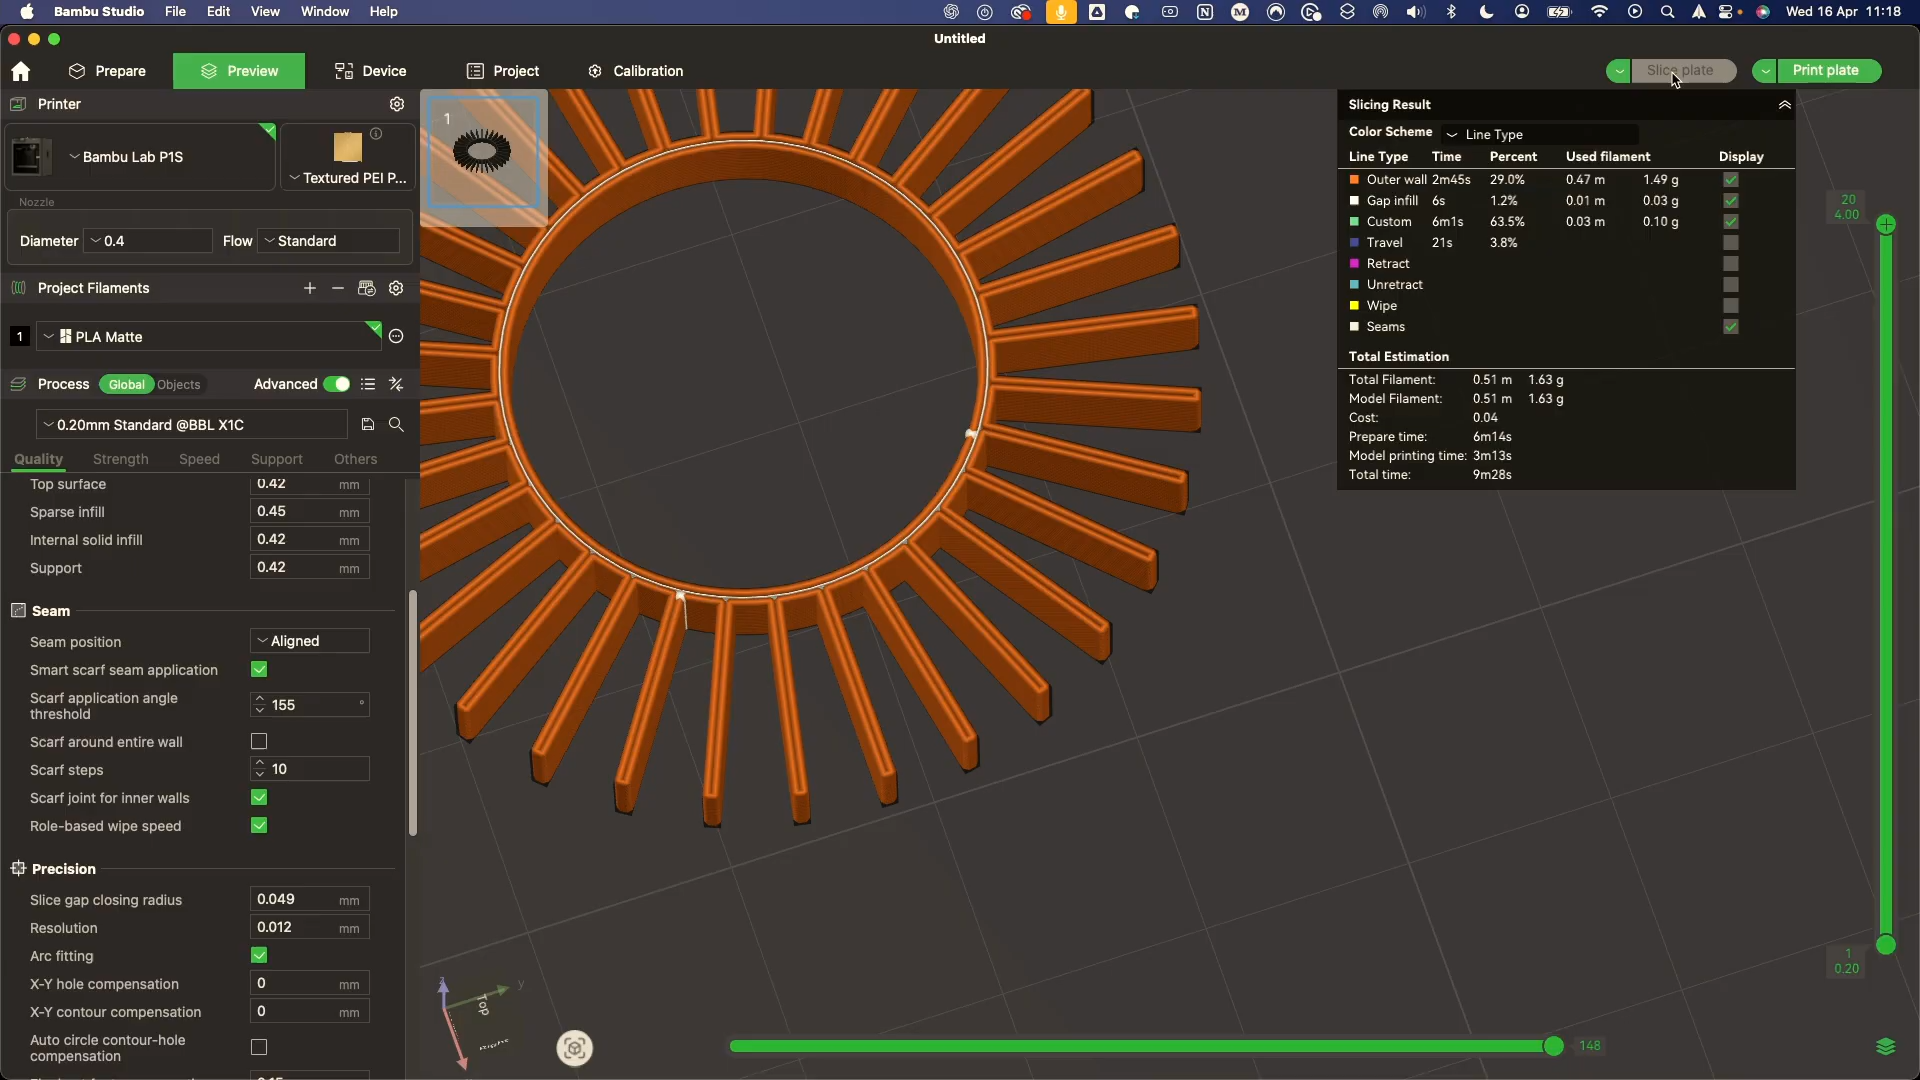 Bambu Studio File Edit View Window Help
Wed 16 Apr 11:18
Untitled
Prepare Preview Device Project Calibration
Slice plate Print plate
Printer
Bambu Lab P1S
Textured PEI P...
Nozzle
Diameter 0.4 Flow Standard
Project Filaments
1 PLA Matte
Process Global Objects Advanced
0.20mm Standard @BBL X1C
Quality Strength Speed Support Others
Top surface 0.42 mm
Sparse infill 0.45 mm
Internal solid infill 0.42 mm
Support 0.42 mm
Seam
Seam position Aligned
Smart scarf seam application
Scarf application angle
threshold 155 °
Scarf around entire wall
Scarf steps 10
Scarf joint for inner walls
Role-based wipe speed
Precision
Slice gap closing radius 0.049 mm
Resolution 0.012 mm
Arc fitting
X-Y hole compensation 0 mm
X-Y contour compensation 0 mm
Auto circle contour-hole
compensation
1
Slicing Result
Color Scheme Line Type
Line Type Time Percent Used filament Display
Outer wall 2m45s 29.0% 0.47 m 1.49 g
Gap infill 6s 1.2% 0.01 m 0.03 g
Custom 6m1s 63.5% 0.03 m 0.10 g
Travel 21s 3.8%
Retract
Unretract
Wipe
Seams
Total Estimation
Total Filament: 0.51 m 1.63 g
Model Filament: 0.51 m 1.63 g
Cost: 0.04
Prepare time: 6m14s
Model printing time: 3m13s
Total time: 9m28s
20
4.00
1
0.20
z
y
Top
Right
148